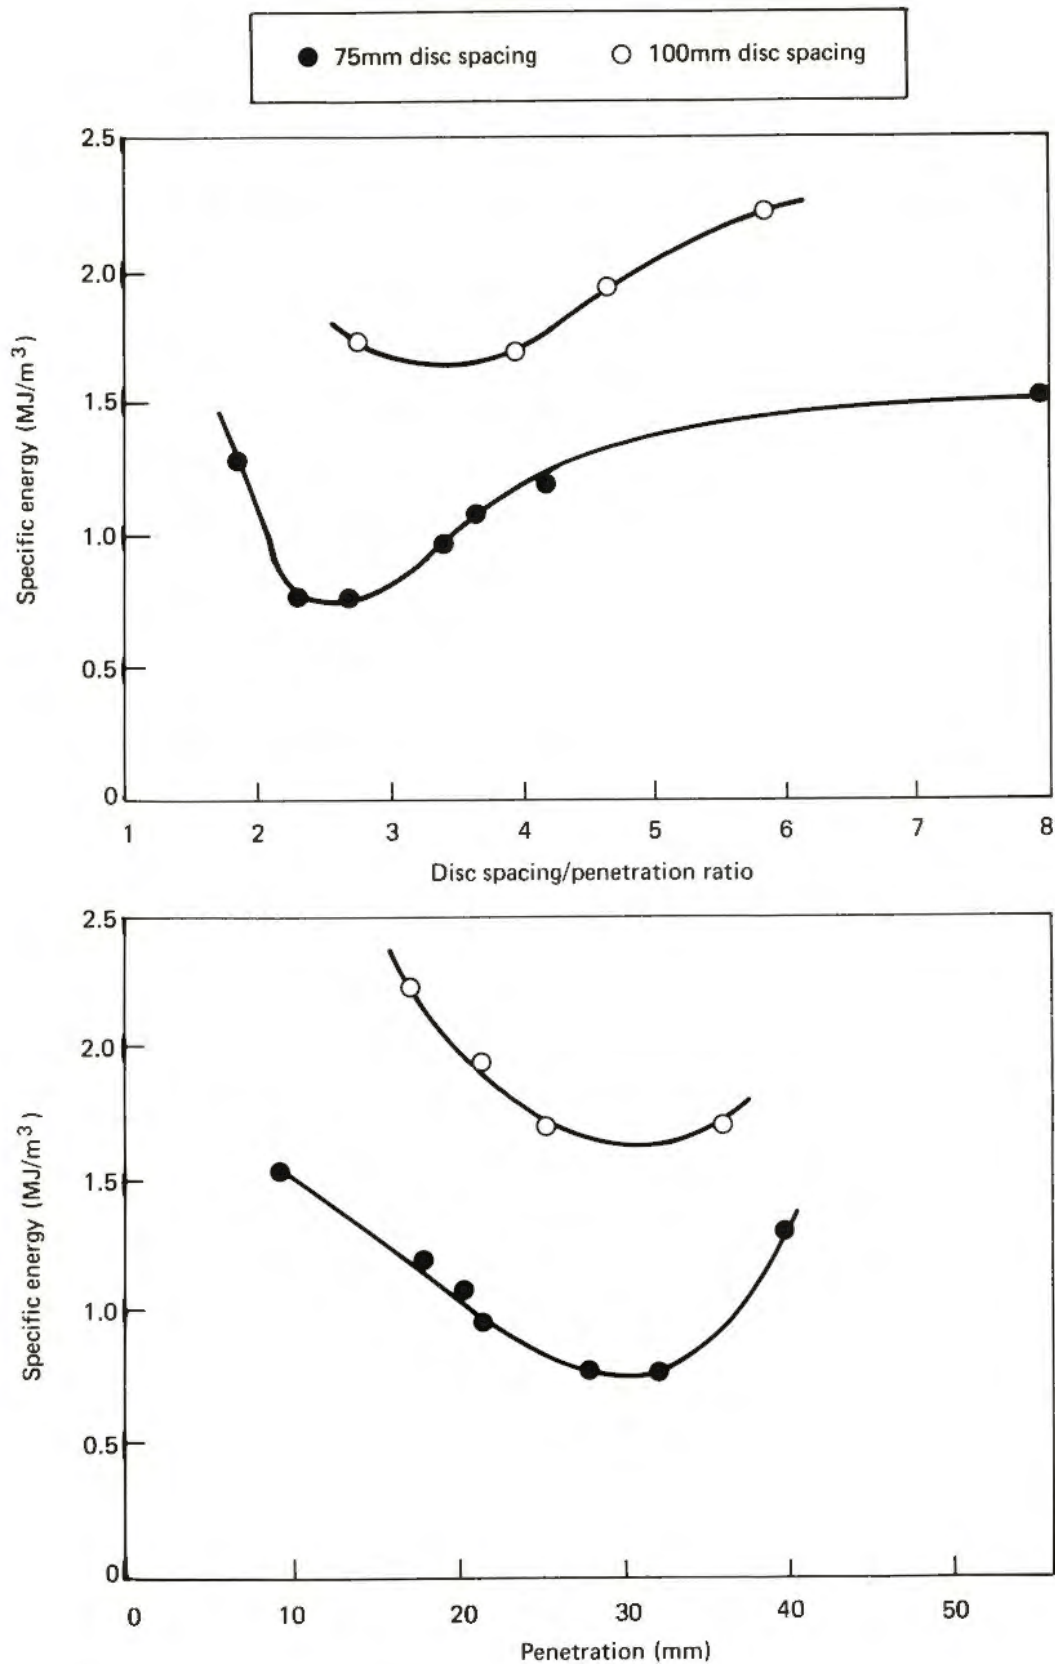 75mm disc spacing 100mm disc spacing
2.5
2.0
1.5
1.0
0.5
0
Specific energy (MJ/m³)
1 2 3 4 5 6 7 8
Disc spacing/penetration ratio
2.5
2.0
1.5
1.0
0.5
0
Specific energy (MJ/m³)
0 10 20 30 40 50
Penetration (mm)